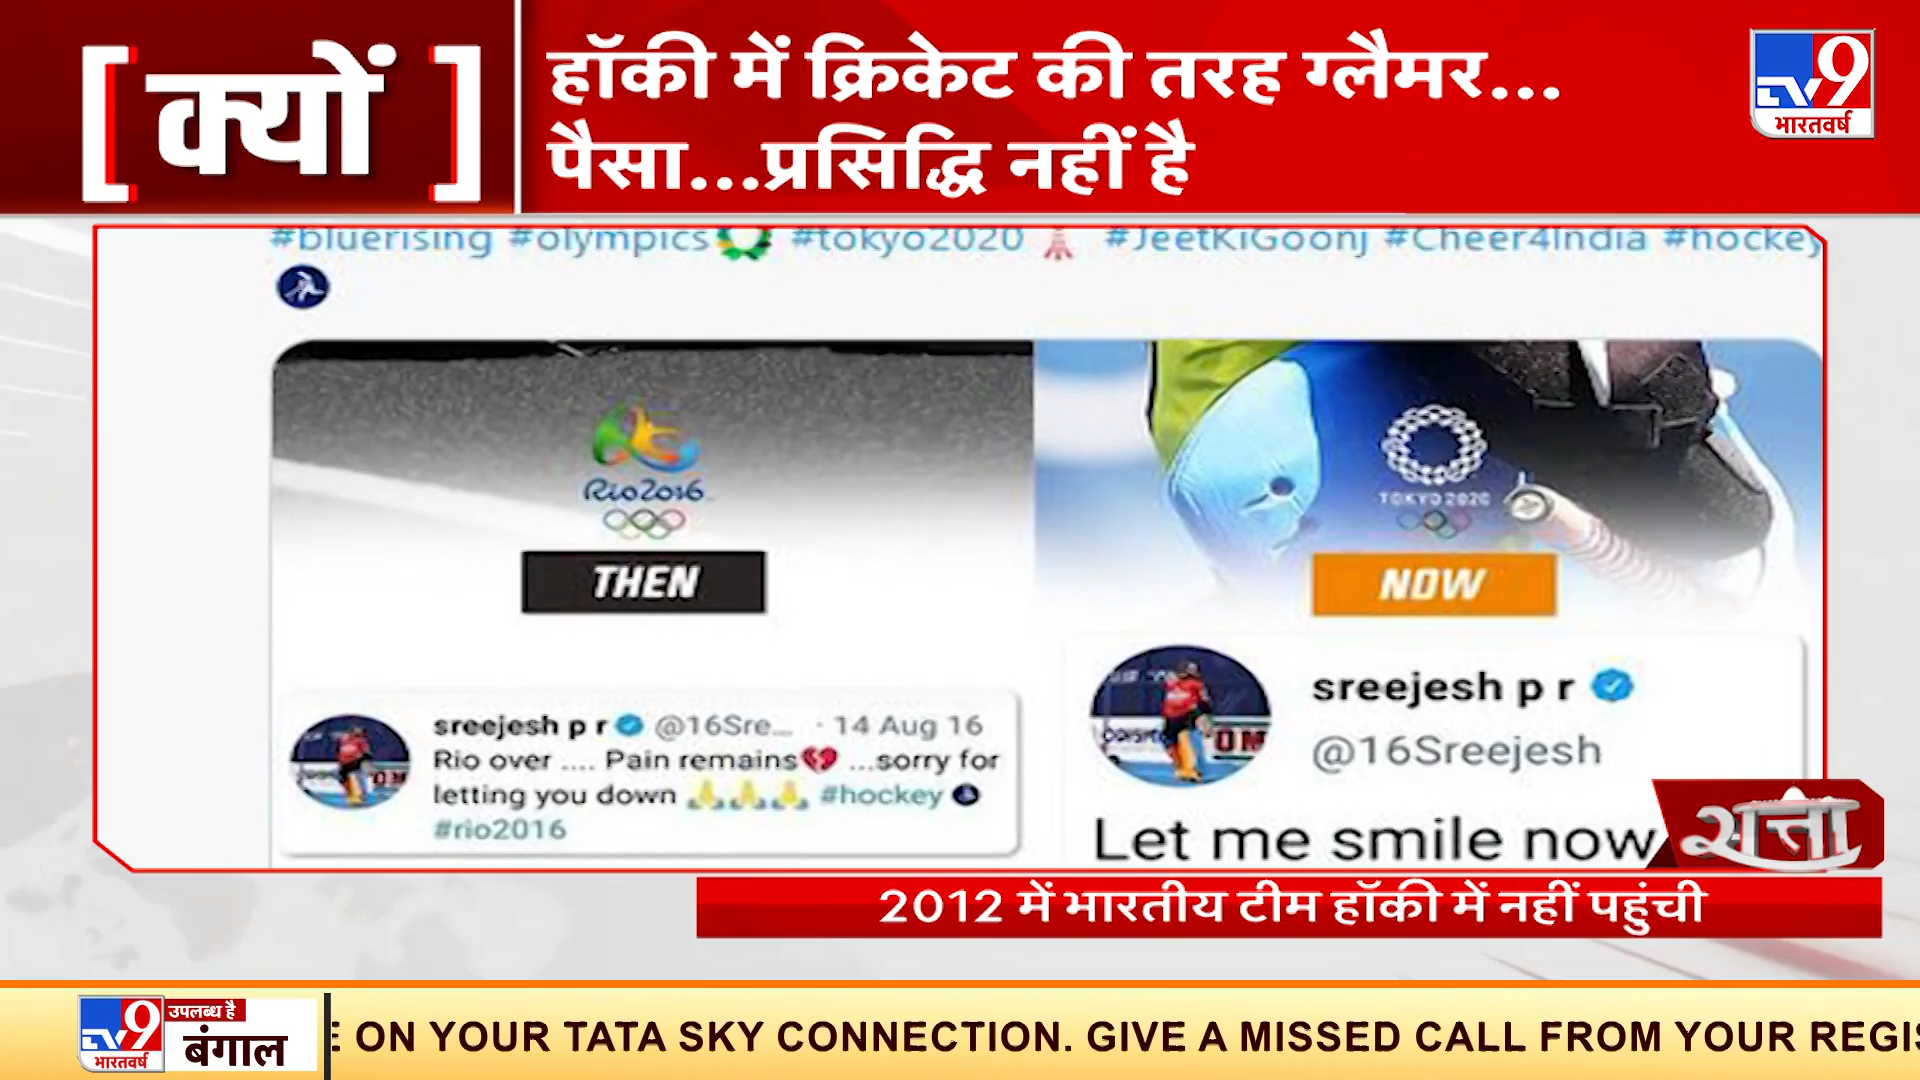 [ क्यों ]
हॉकी में क्रिकेट की तरह ग्लैमर...
पैसा...प्रसिद्धि नहीं है
TV9
भारतवर्ष
#bluerising #olympics #tokyo2020 #JeetKiGoonj #Cheer4India #hockey
Rio2016
THEN
TOKYO 2020
NOW
sreejesh p r @16Sre... · 14 Aug 16
Rio over .... Pain remains💔 ...sorry for
letting you down 🙏🙏🙏 #hockey
#rio2016
sreejesh p r
@16Sreejesh
Let me smile now
सत्ता
2012 में भारतीय टीम हॉकी में नहीं पहुंची
TV9
भारतवर्ष
उपलब्ध है
बंगाल
E ON YOUR TATA SKY CONNECTION. GIVE A MISSED CALL FROM YOUR REGIS